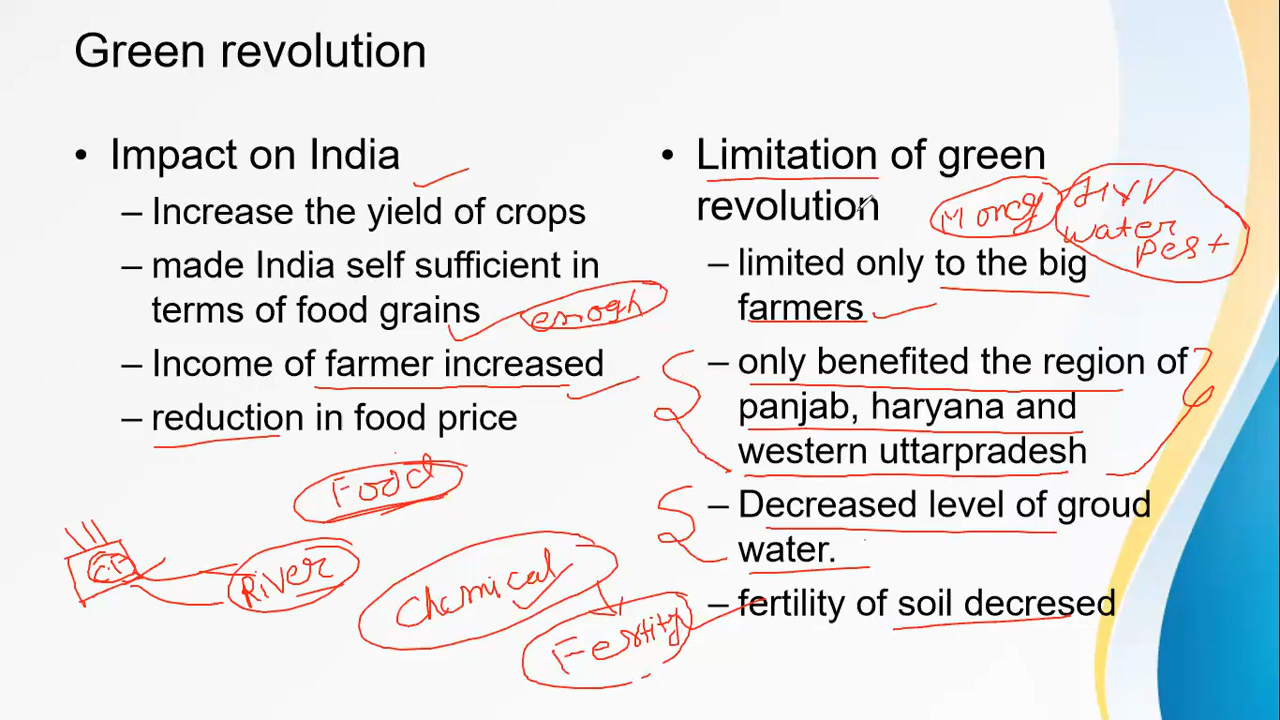 Green revolution
• Impact on India
– Increase the yield of crops
– made India self sufficient in
terms of food grains
enogh
– Income of farmer increased
– reduction in food price
Food
River
Chamical
Fertity
• Limitation of green
revolution
Money
HYV
water
pest
– limited only to the big
farmers
– only benefited the region of
panjab, haryana and
western uttarpradesh
– Decreased level of groud
water.
– fertility of soil decresed